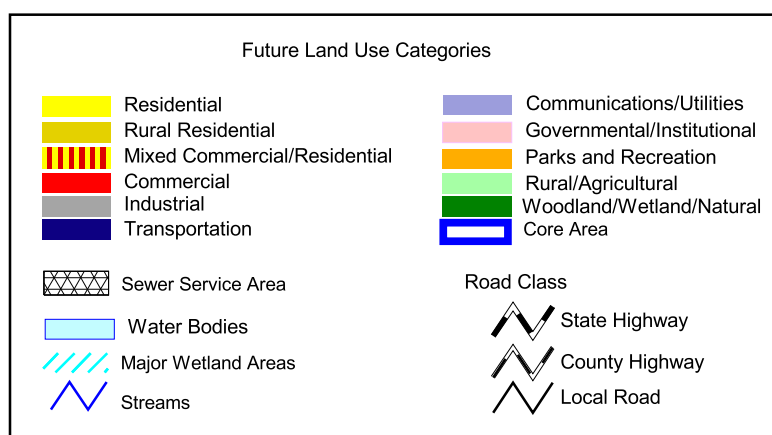 Future Land Use Categories
Residential
Rural Residential
Mixed Commercial/Residential
Commercial
Industrial
Transportation
Communications/Utilities
Governmental/Institutional
Parks and Recreation
Rural/Agricultural
Woodland/Wetland/Natural
Core Area
Sewer Service Area
Water Bodies
Major Wetland Areas
Streams
Road Class
State Highway
County Highway
Local Road